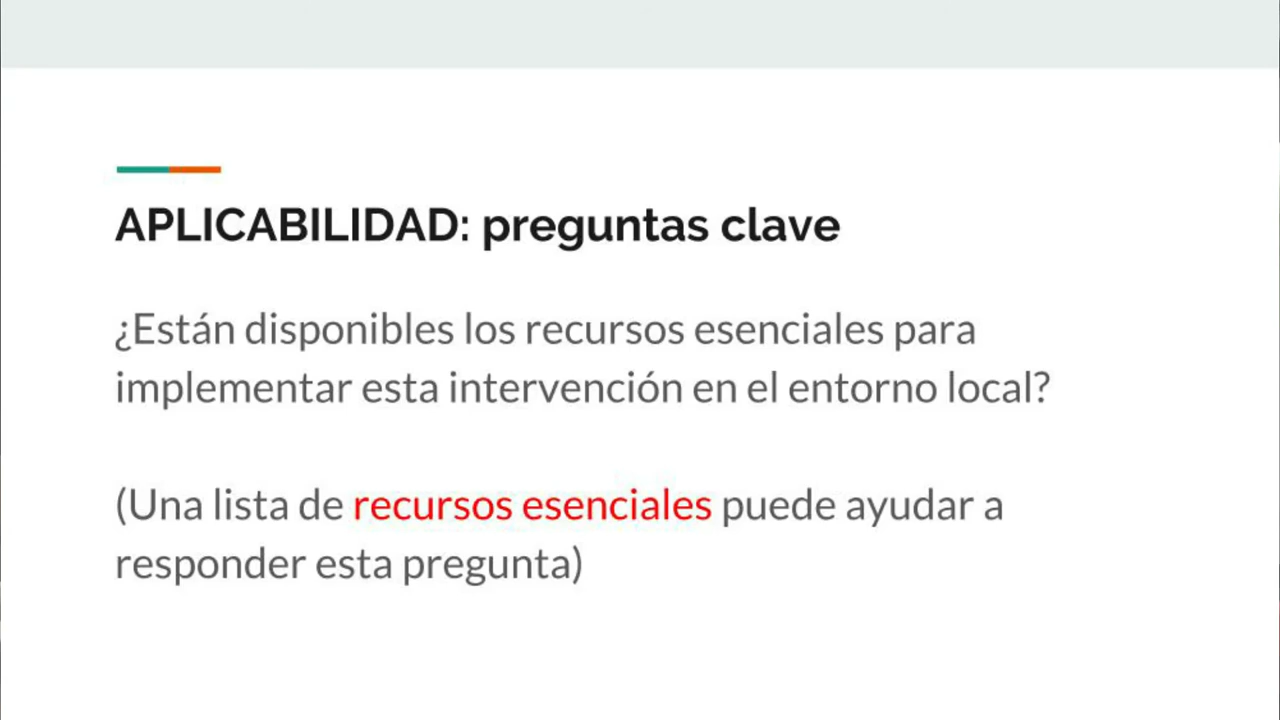 APLICABILIDAD: preguntas clave
¿Están disponibles los recursos esenciales para
implementar esta intervención en el entorno local?
(Una lista de recursos esenciales puede ayudar a
responder esta pregunta)